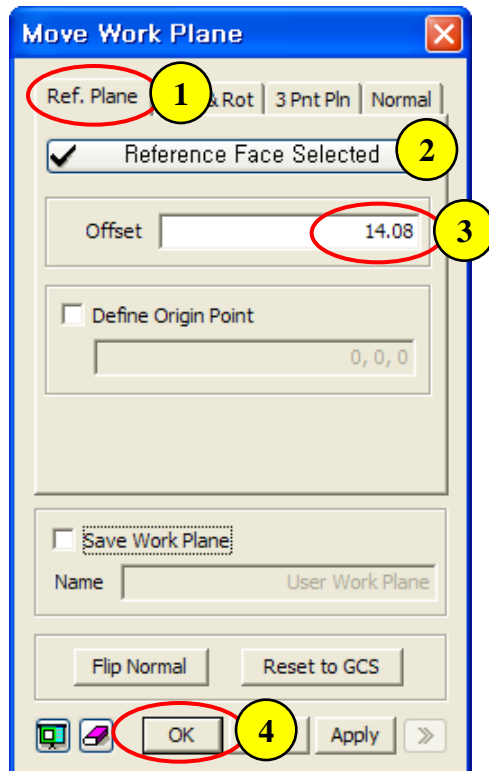 Move Work Plane
Ref. Plane 1 & Rot 3 Pnt Pln Normal
Reference Face Selected 2
Offset 14.08 3
Define Origin Point
0, 0, 0
Save Work Plane
Name User Work Plane
Flip Normal Reset to GCS
OK 4 Apply